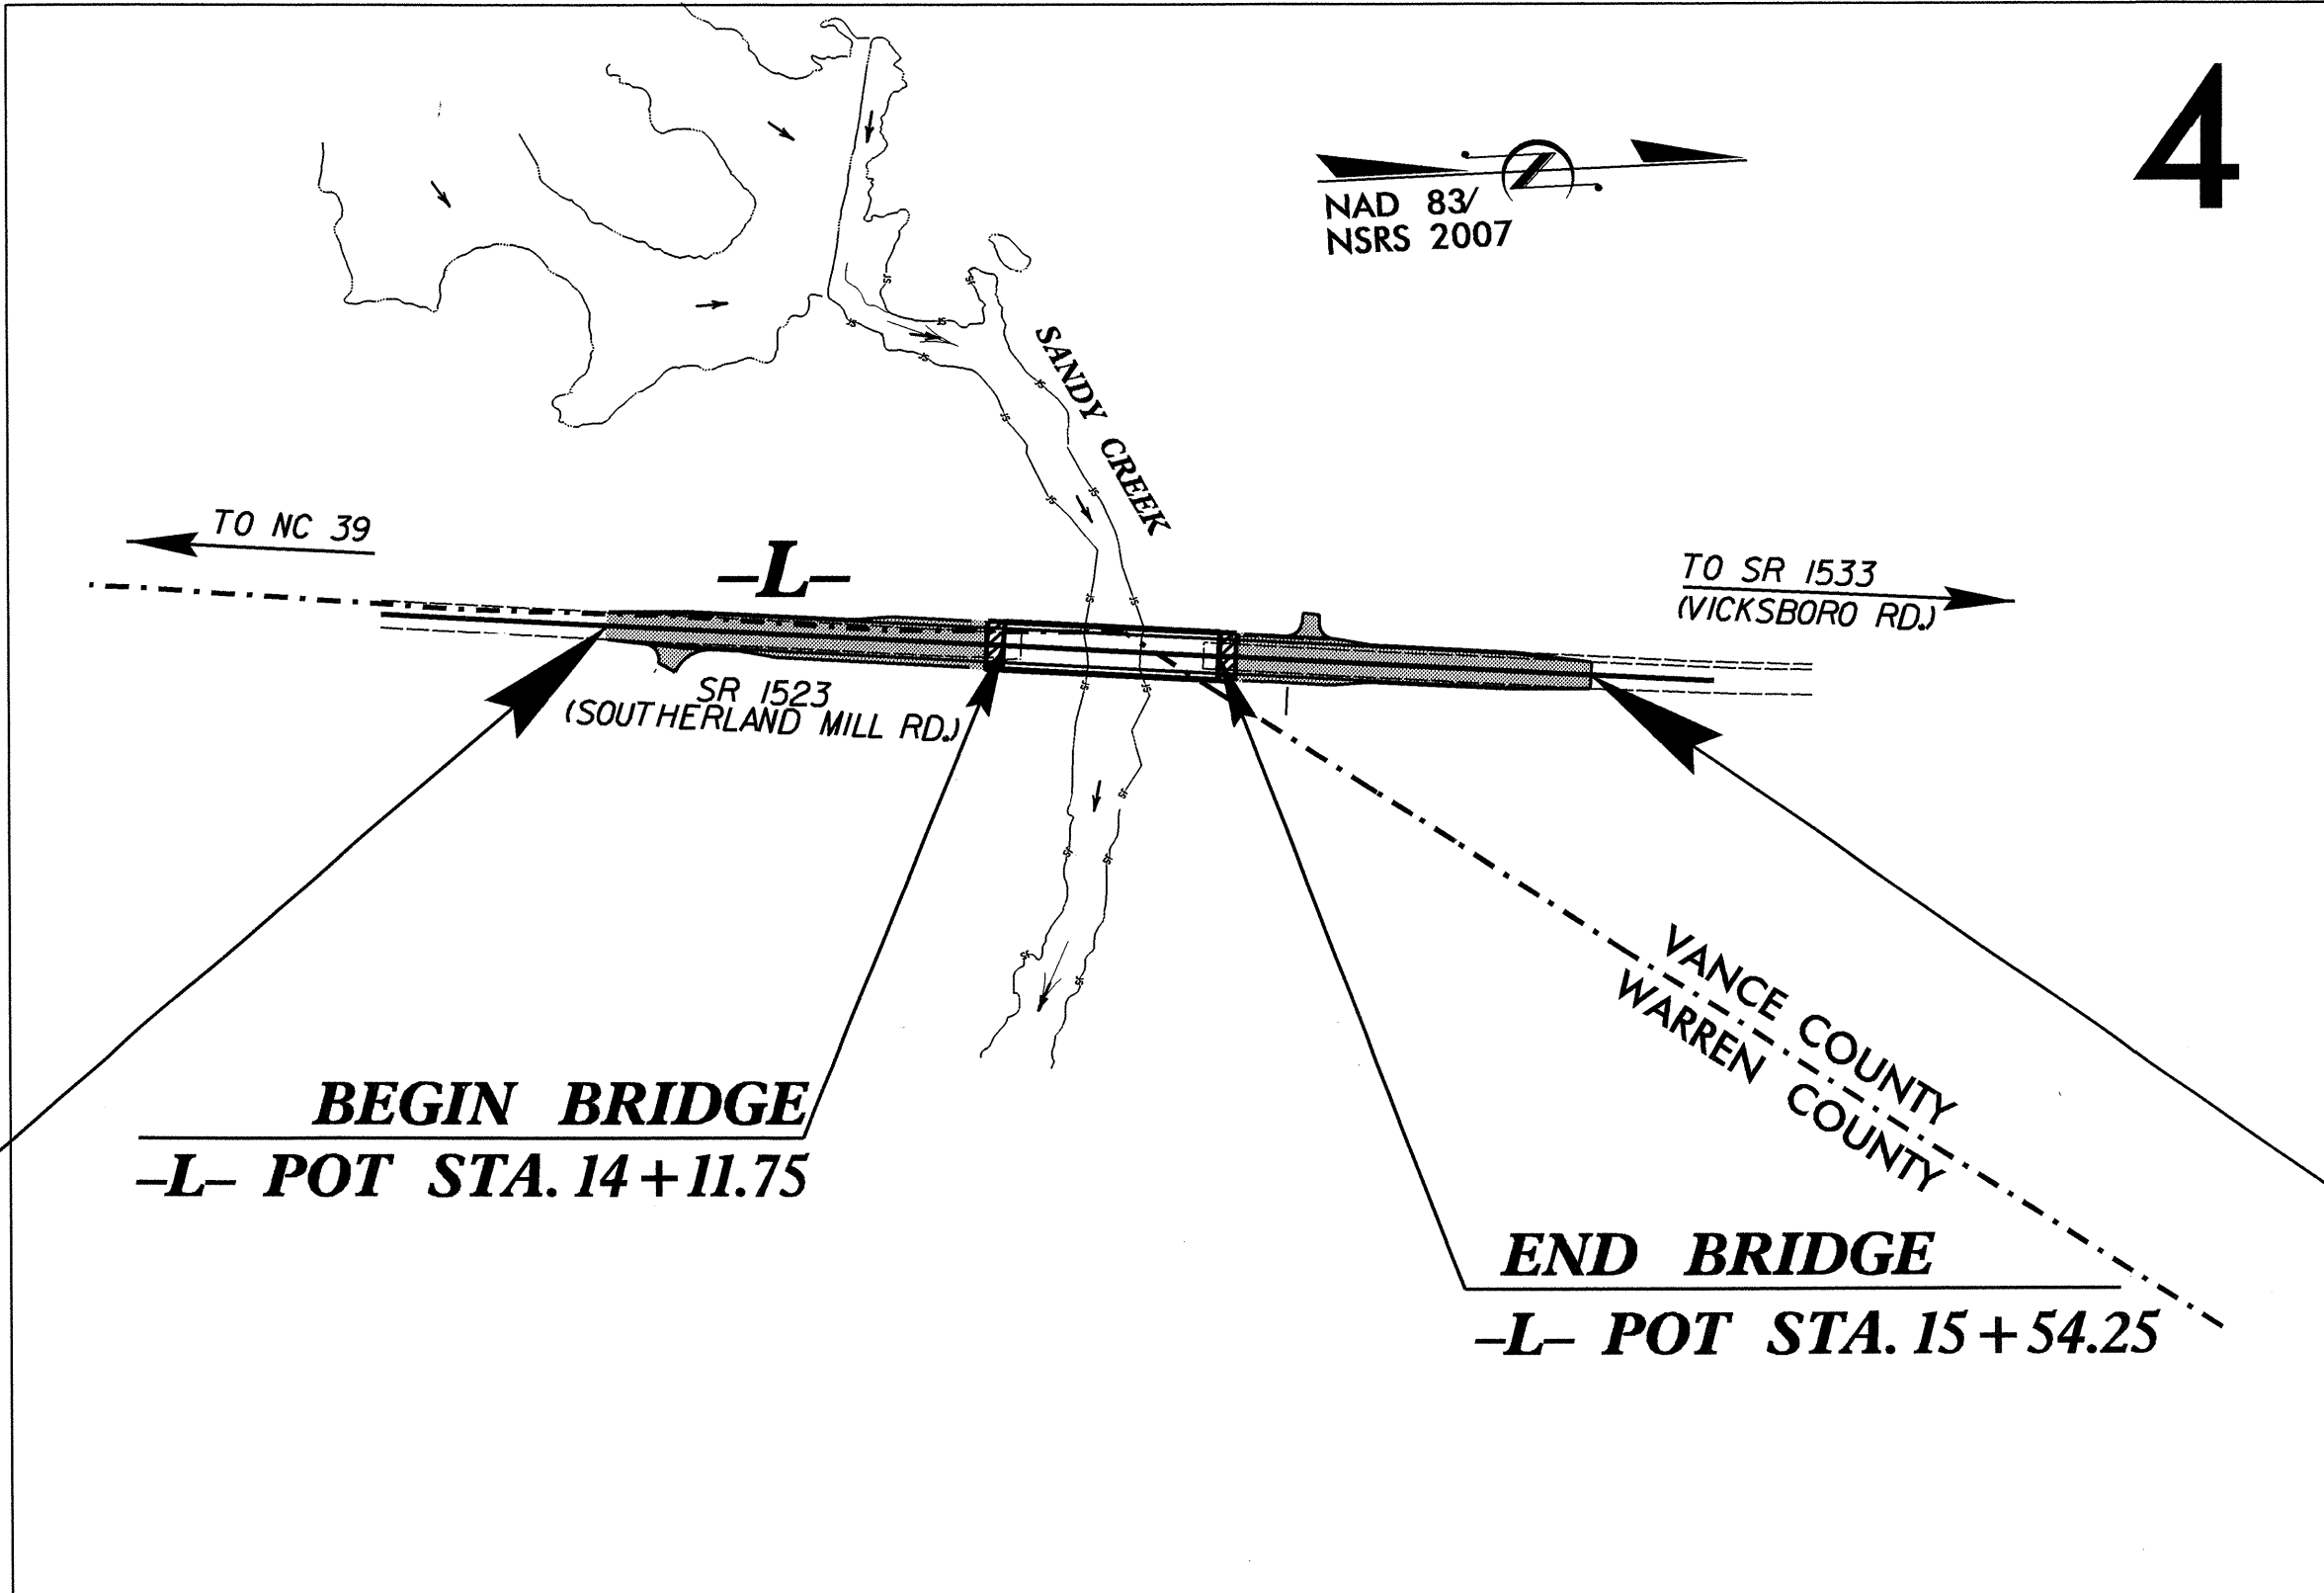 4
NAD 83/
NSRS 2007
SANDY CREEK
TO NC 39
–L–
TO SR 1533
(VICKSBORO RD.)
SR 1523
(SOUTHERLAND MILL RD.)
VANCE COUNTY
WARREN COUNTY
BEGIN BRIDGE
–L– POT STA. 14+11.75
END BRIDGE
–L– POT STA. 15+54.25